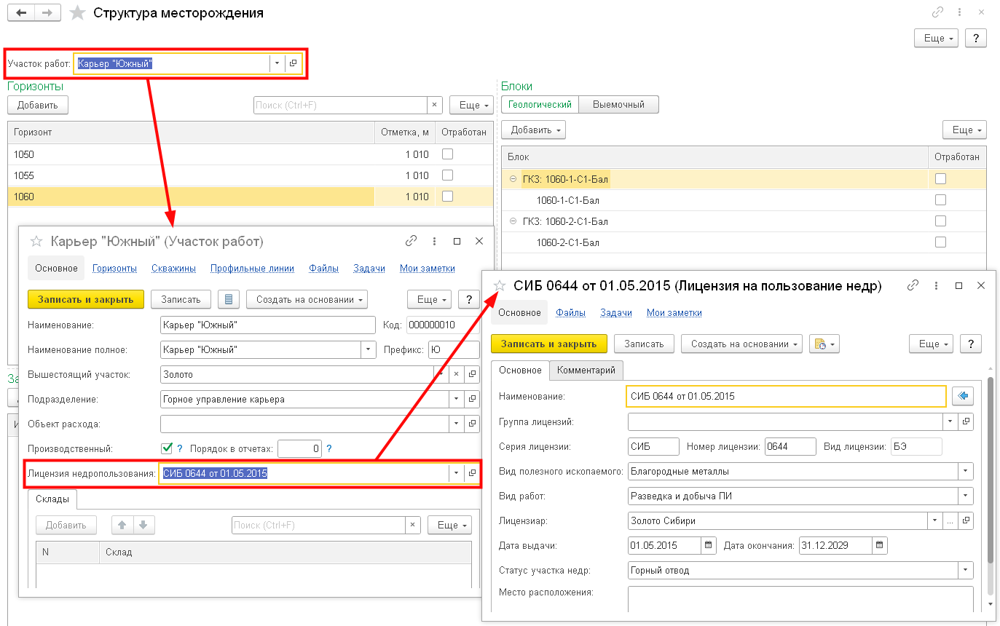 Структура месторождения
Еще ?
Участок работ: Карьер "Южный"
Горизонты
Добавить Поиск (Ctrl+F) × Еще
Горизонт Отметка, м Отработан
1050 1 010
1055 1 010
1060 1 010
Блоки
Геологический Выемочный
Добавить Еще
Блок Отработан
ГКЗ: 1060-1-С1-Бал
1060-1-С1-Бал
ГКЗ: 1060-2-С1-Бал
1060-2-С1-Бал
Карьер "Южный" (Участок работ)
Основное Горизонты Скважины Профильные линии Файлы Задачи Мои заметки
Записать и закрыть Записать Создать на основании Еще ?
Наименование: Карьер "Южный" Код: 000000010
Наименование полное: Карьер "Южный" Префикс: Ю
Вышестоящий участок: Золото ×
Подразделение: Горное управление карьера
Объект расхода:
Производственный: ? Порядок в отчетах: 0 ?
Лицензия недропользования: СИБ 0644 от 01.05.2015
Склады
Добавить Поиск (Ctrl+F) × Еще
N Склад
СИБ 0644 от 01.05.2015 (Лицензия на пользование недр)
Основное Файлы Задачи Мои заметки
Записать и закрыть Записать Создать на основании Еще ?
Основное Комментарий
Наименование: СИБ 0644 от 01.05.2015
Группа лицензий:
Серия лицензии: СИБ Номер лицензии: 0644 Вид лицензии: БЭ
Вид полезного ископаемого: Благородные металлы
Вид работ: Разведка и добыча ПИ
Лицензиар: Золото Сибири ...
Дата выдачи: 01.05.2015 Дата окончания: 31.12.2029
Статус участка недр: Горный отвод
Место расположения: